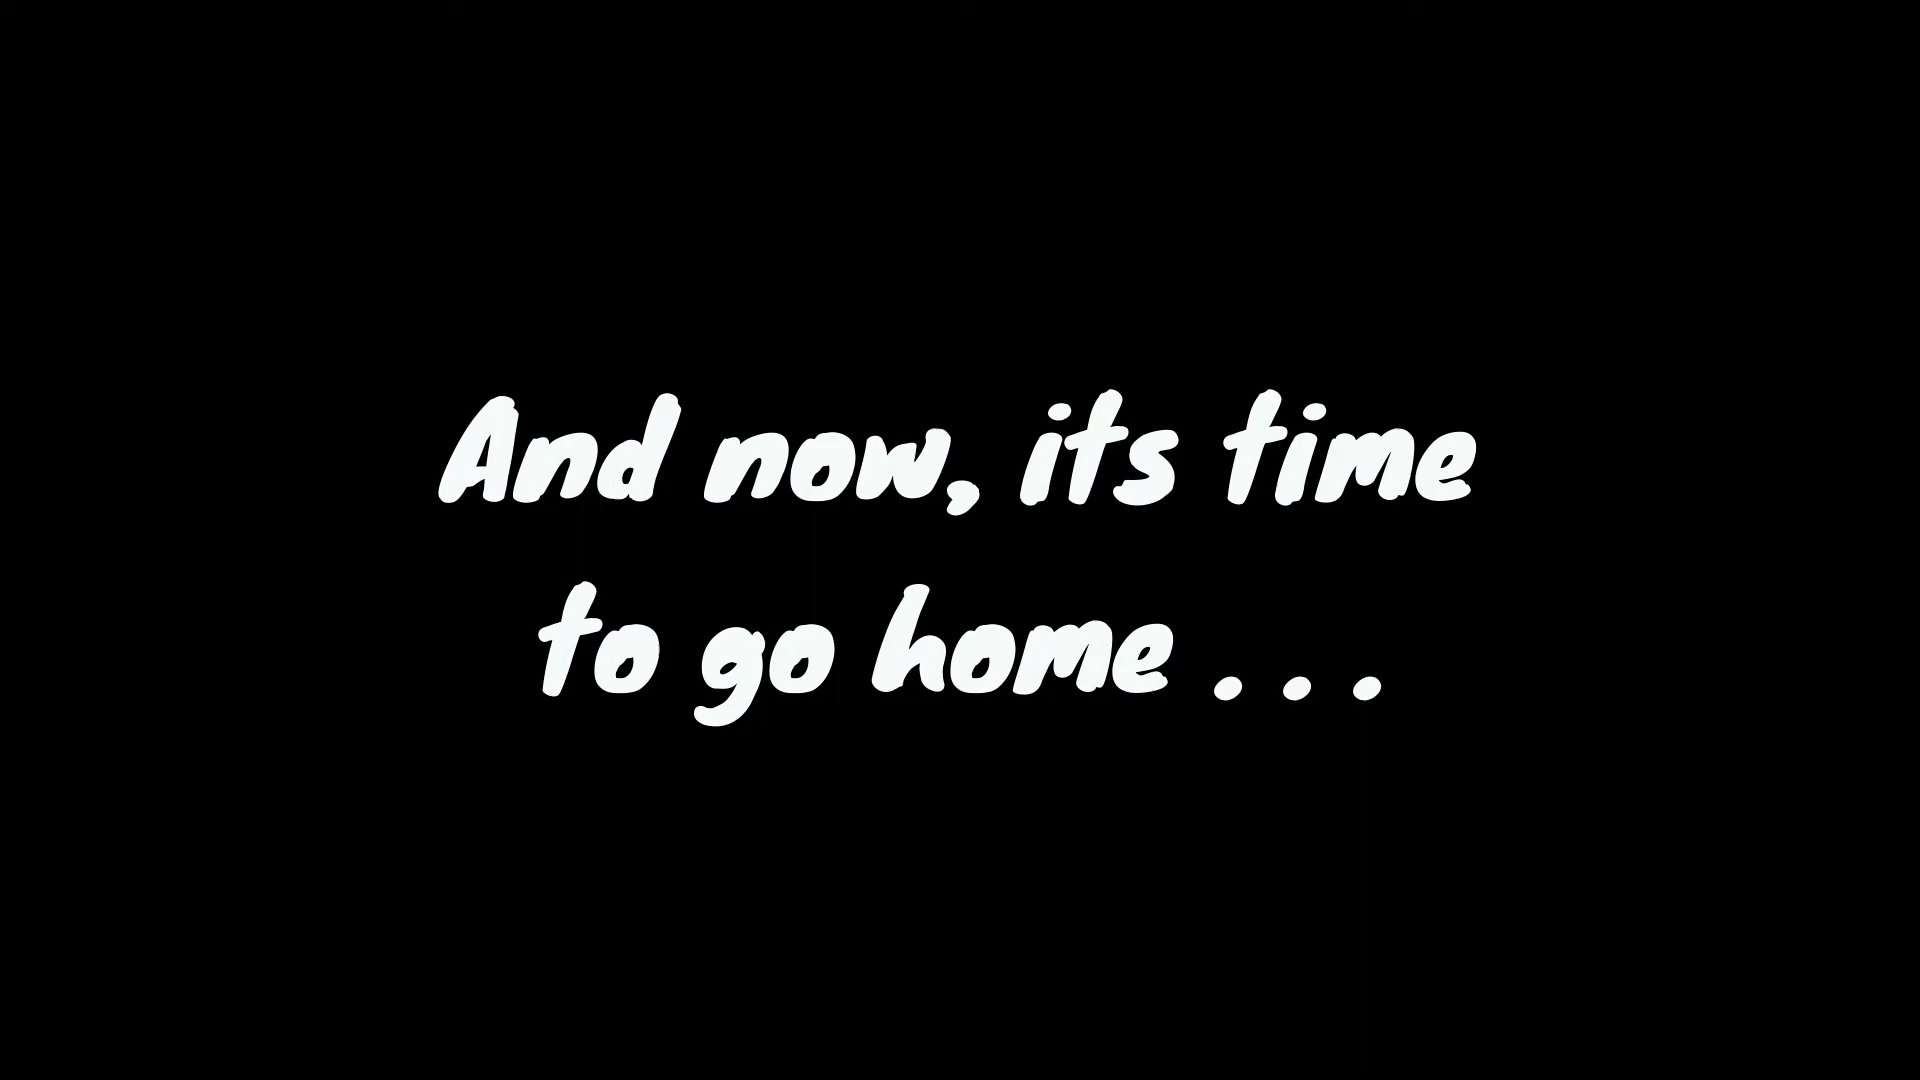 And now, its time
to go home . . .